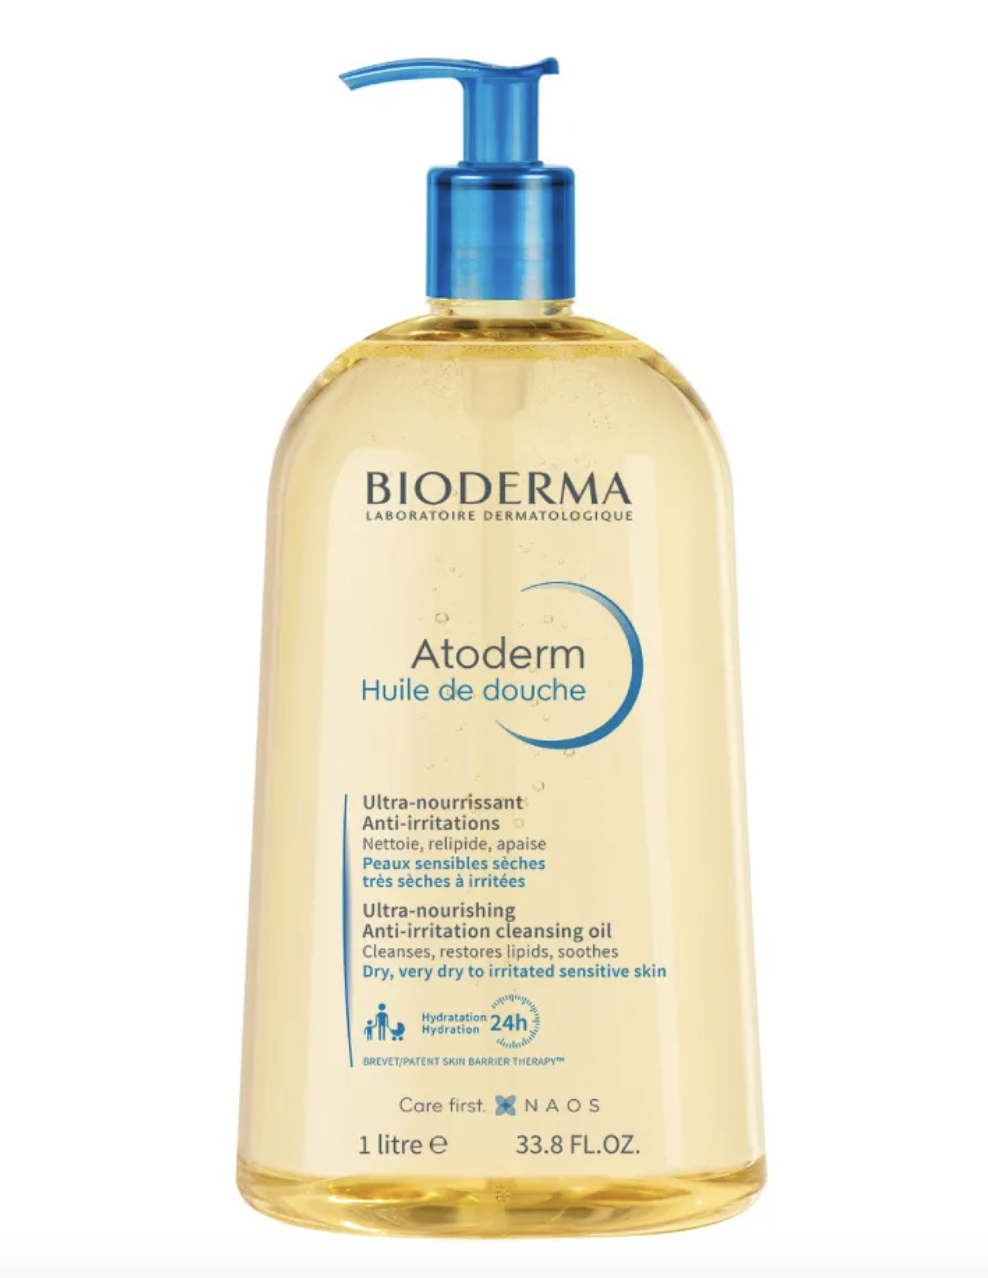 BIODERMA
LABORATOIRE DERMATOLOGIQUE
Atoderm
Huile de douche
Ultra-nourrissant
Anti-irritations
Nettoie, relipide, apaise
Peaux sensibles sèches
très sèches à irritées
Ultra-nourishing
Anti-irritation cleansing oil
Cleanses, restores lipids, soothes
Dry, very dry to irritated sensitive skin
Hydratation
Hydration 24h
BREVET/PATENT SKIN BARRIER THERAPY™
Care first. NAOS
1 litre ℮ 33.8 FL.OZ.